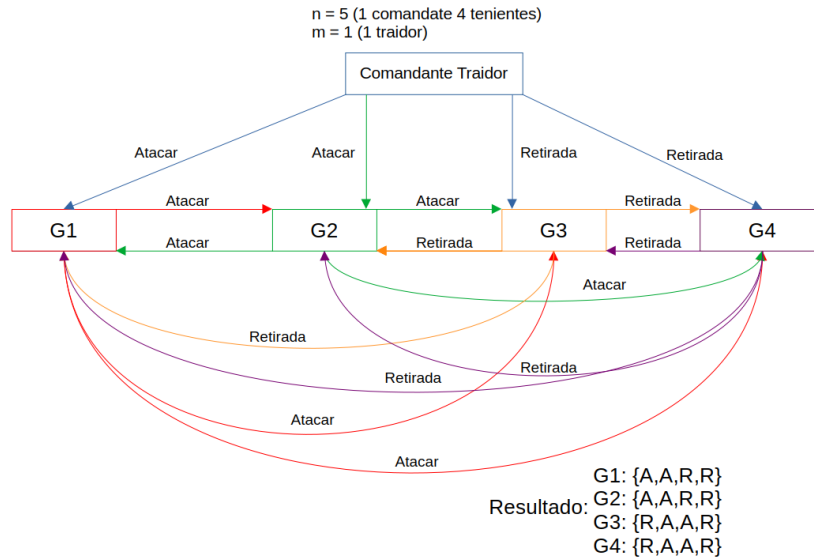 n = 5 (1 comandate 4 tenientes)
m = 1 (1 traidor)
Comandante Traidor
Atacar
Atacar
Retirada
Retirada
Atacar
Atacar
Retirada
G1
G2
G3
G4
Atacar
Retirada
Retirada
Atacar
Retirada
Retirada
Retirada
Atacar
Atacar
Resultado:
G1: {A,A,R,R}
G2: {A,A,R,R}
G3: {R,A,A,R}
G4: {R,A,A,R}